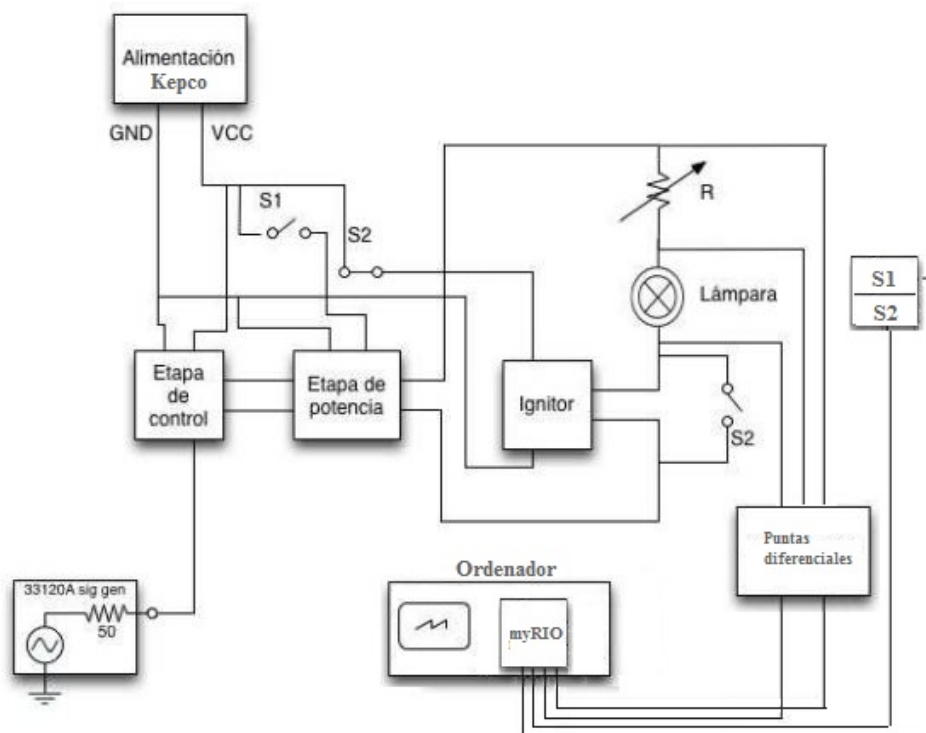 Alimentación
Kepco
GND
VCC
S1
S2
R
Lámpara
S1
S2
Etapa
de
control
Etapa de
potencia
Ignitor
S2
Puntas
diferenciales
Ordenador
33120A sig gen
50
myRIO